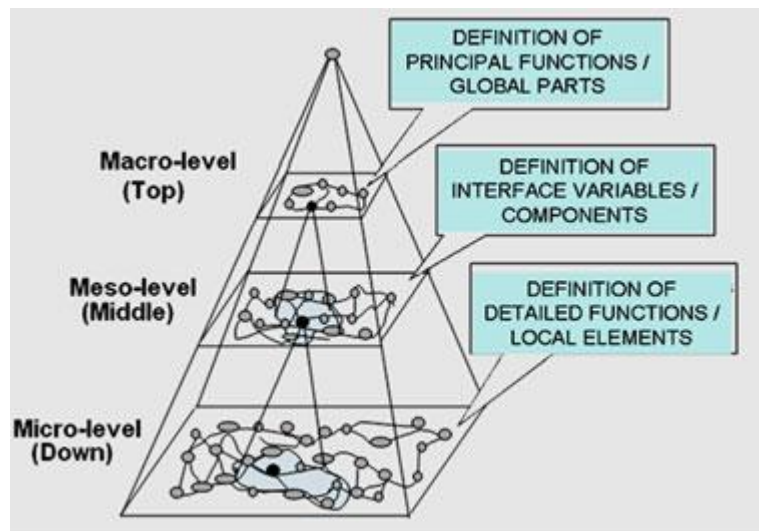 DEFINITION OF
PRINCIPAL FUNCTIONS /
GLOBAL PARTS
Macro-level
(Top)
DEFINITION OF
INTERFACE VARIABLES /
COMPONENTS
Meso-level
(Middle)
DEFINITION OF
DETAILED FUNCTIONS /
LOCAL ELEMENTS
Micro-level
(Down)